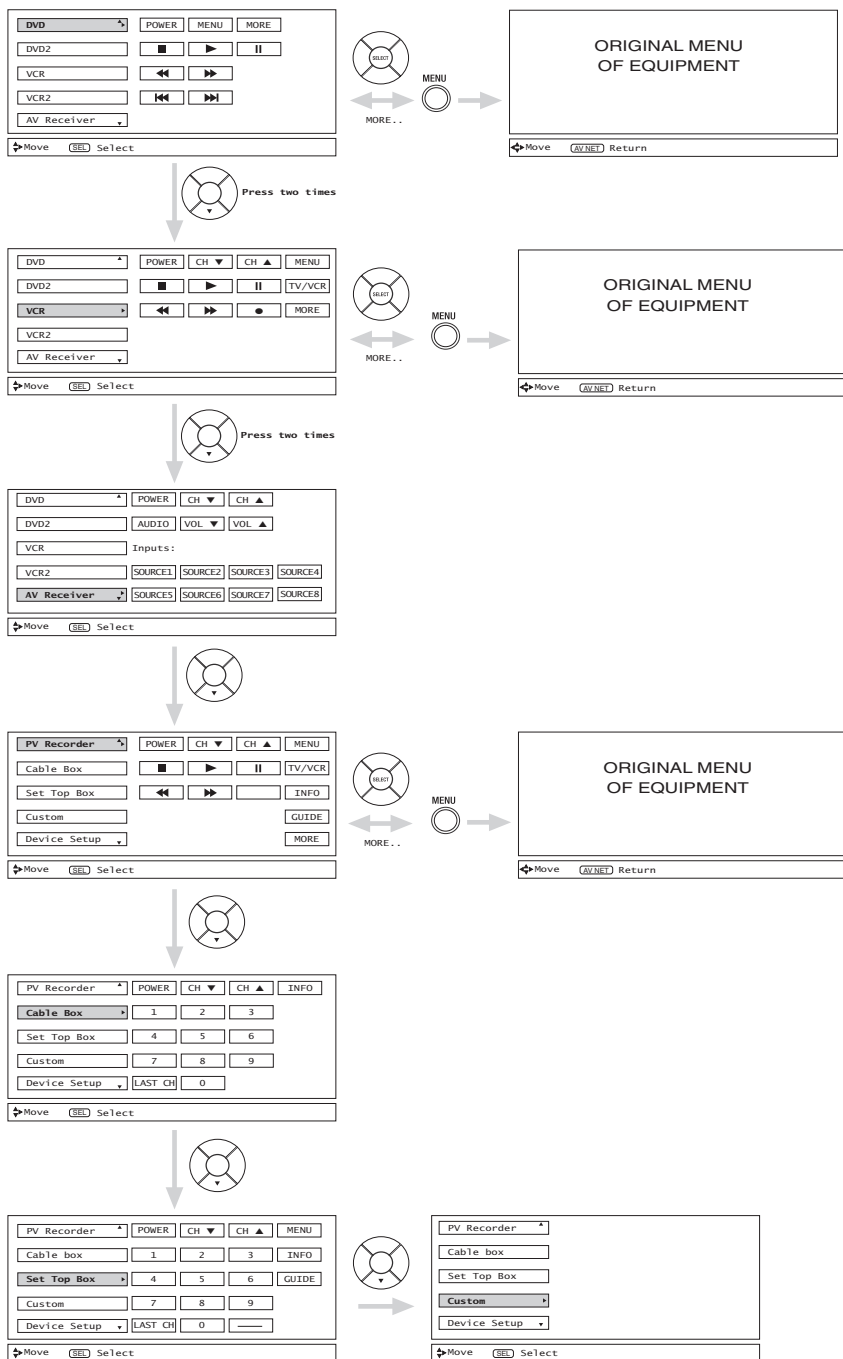 DVD POWER MENU MORE
DVD2
VCR
VCR2
AV Receiver
Move SEL Select
SELECT
MENU
MORE..
ORIGINAL MENU
OF EQUIPMENT
Move AV NET Return
Press two times
DVD POWER CH ▼ CH ▲ MENU
DVD2 TV/VCR
VCR MORE
VCR2
AV Receiver
Move SEL Select
SELECT
MENU
MORE..
ORIGINAL MENU
OF EQUIPMENT
Move AV NET Return
Press two times
DVD POWER CH ▼ CH ▲
DVD2 AUDIO VOL ▼ VOL ▲
VCR Inputs:
VCR2 SOURCE1 SOURCE2 SOURCE3 SOURCE4
AV Receiver SOURCE5 SOURCE6 SOURCE7 SOURCE8
Move SEL Select
PV Recorder POWER CH ▼ CH ▲ MENU
Cable Box TV/VCR
Set Top Box INFO
Custom GUIDE
Device Setup MORE
Move SEL Select
SELECT
MENU
MORE..
ORIGINAL MENU
OF EQUIPMENT
Move AV NET Return
PV Recorder POWER CH ▼ CH ▲ INFO
Cable Box 1 2 3
Set Top Box 4 5 6
Custom 7 8 9
Device Setup LAST CH 0
Move SEL Select
PV Recorder POWER CH ▼ CH ▲ MENU
Cable box 1 2 3 INFO
Set Top Box 4 5 6 GUIDE
Custom 7 8 9
Device Setup LAST CH 0 —
Move SEL Select
PV Recorder
Cable box
Set Top Box
Custom
Device Setup
Move SEL Select